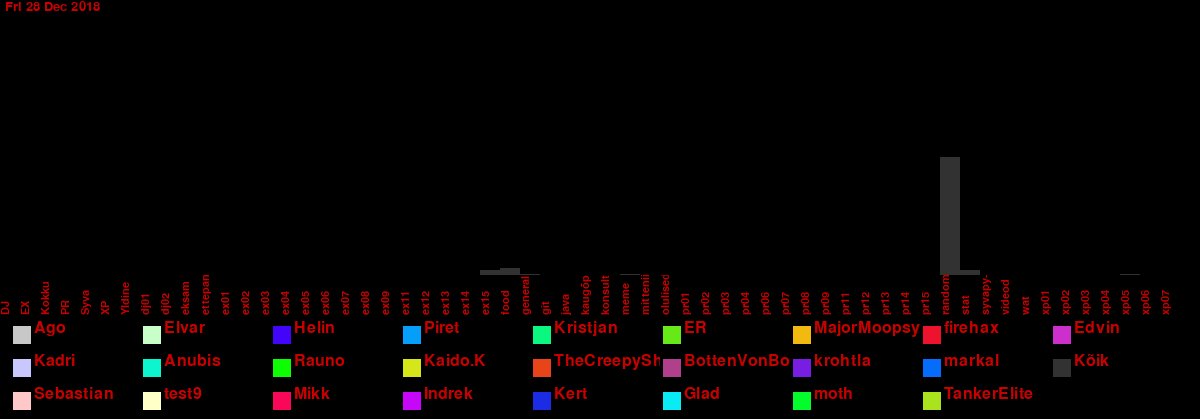 Fri 28 Dec 2018
DJ EX Kokku PR Syva XP Yldine dj01 dj02 eksam ettepan ex01 ex02 ex03 ex04 ex05 ex06 ex07 ex08 ex09 ex11 ex12 ex13 ex14 ex15 food general git java kaugõp konsult meme mittenii olulised pr01 pr02 pr03 pr04 pr06 pr07 pr08 pr09 pr11 pr12 pr13 pr14 pr15 random stat syvapy- videod wat xp01 xp02 xp03 xp04 xp05 xp06 xp07
Ago Elvar Helin Piret Kristjan ER MajorMoopsy firehax Edvin
Kadri Anubis Rauno Kaido.K TheCreepySh BottenVonBo krohtla markal Kõik
Sebastian test9 Mikk Indrek Kert Glad moth TankerElite